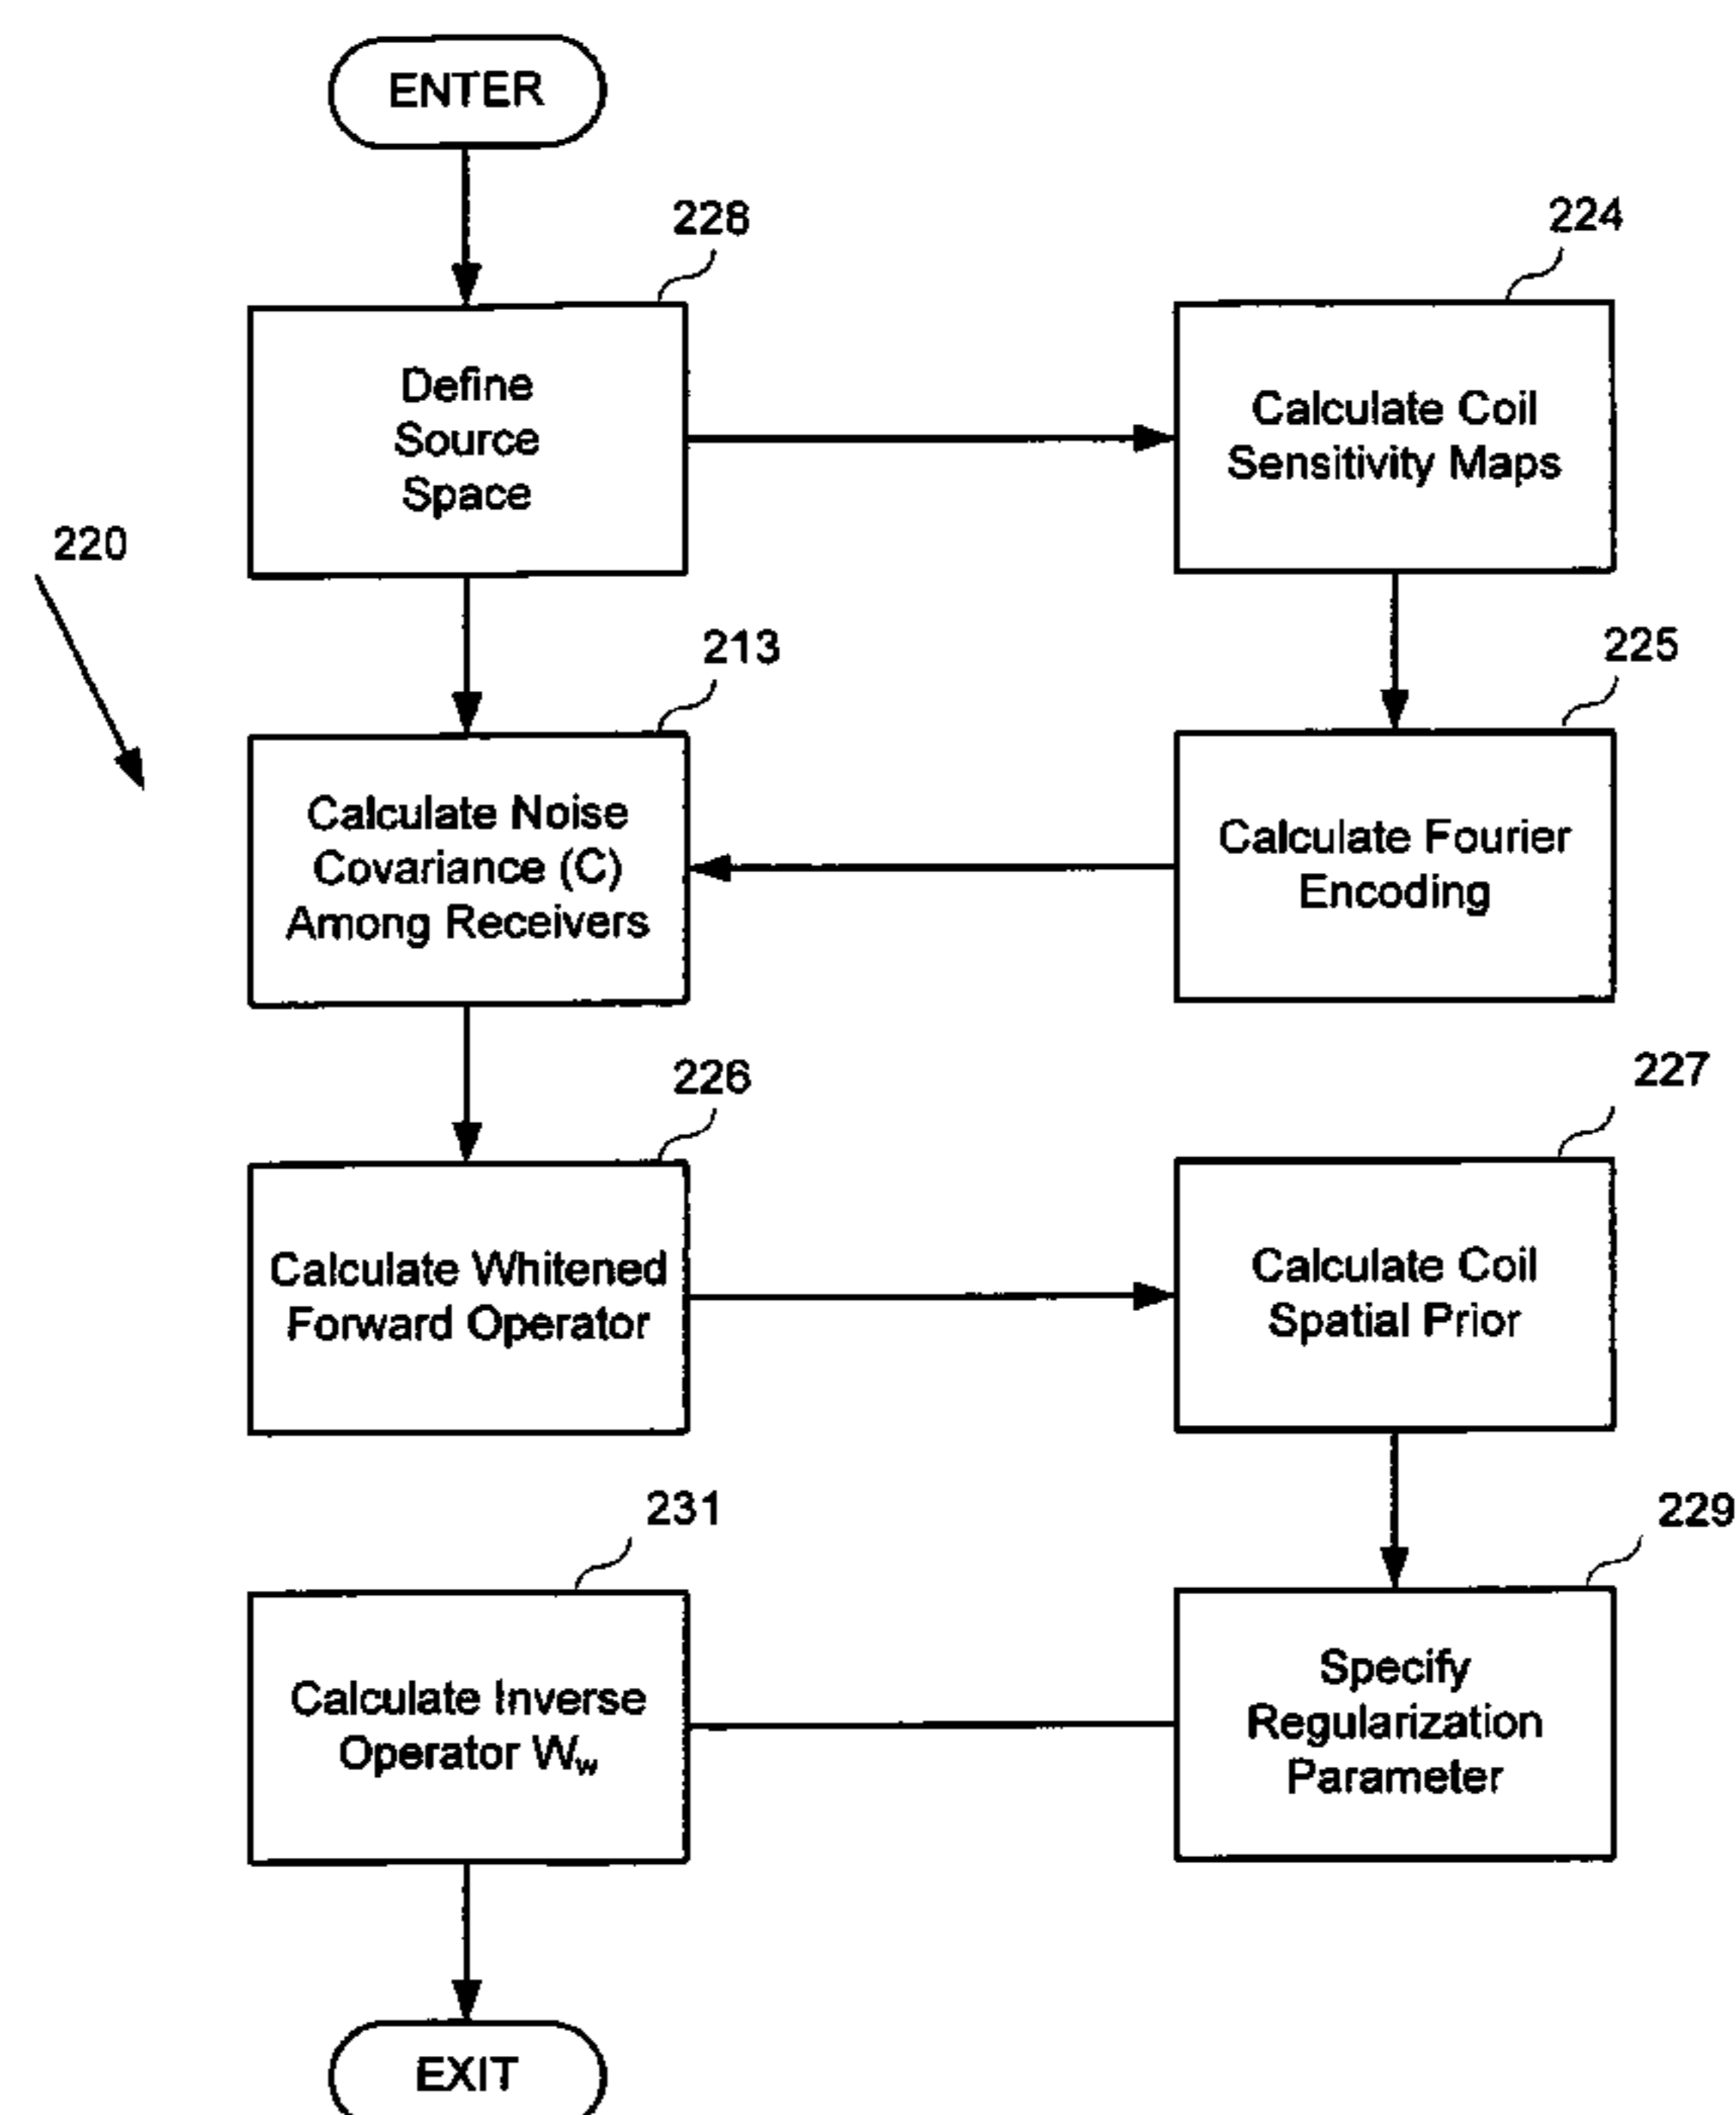 ENTER
228
Define
Source
Space
224
Calculate Coil
Sensitivity Maps
220
213
Calculate Noise
Covariance (C)
Among Receivers
225
Calculate Fourier
Encoding
226
Calculate Whitened
Forward Operator
227
Calculate Coil
Spatial Prior
231
Calculate Inverse
Operator Ww
229
Specify
Regularization
Parameter
EXIT